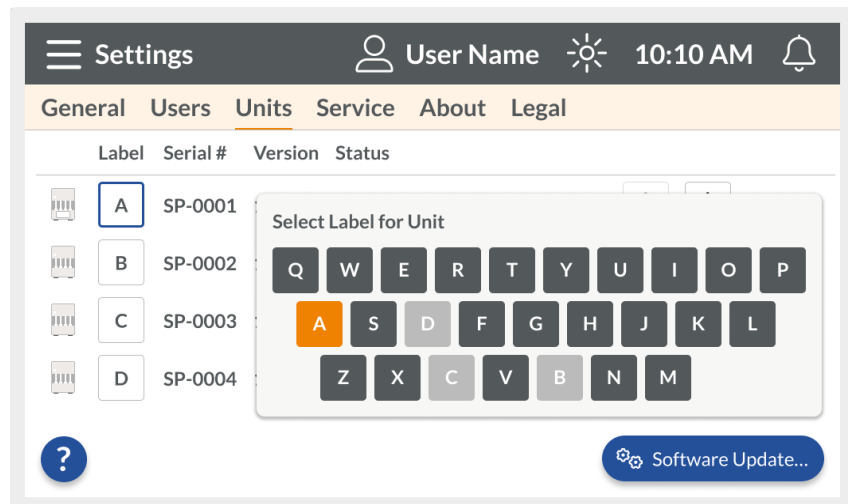 Settings User Name 10:10 AM
General Users Units Service About Legal
Label Serial # Version Status
A SP-0001
Select Label for Unit
B SP-0002
Q W E R T Y U I O P
C SP-0003
A S D F G H J K L
D SP-0004
Z X C V B N M
? Software Update...